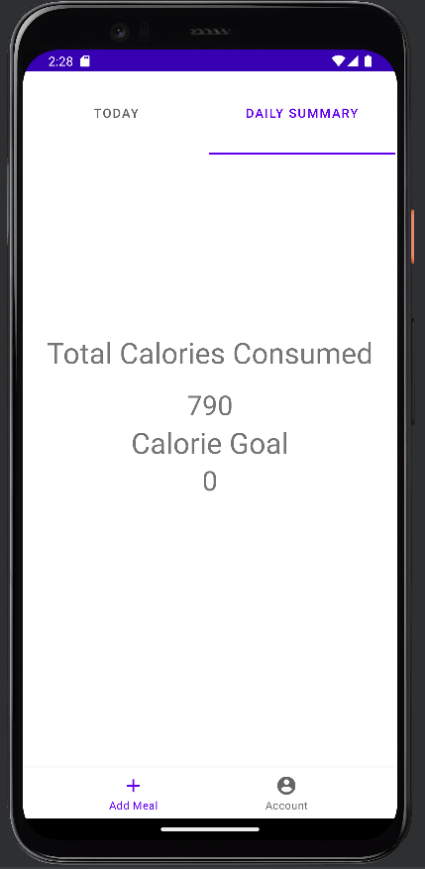 2:28
TODAY
DAILY SUMMARY
Total Calories Consumed
790
Calorie Goal
0
Add Meal
Account